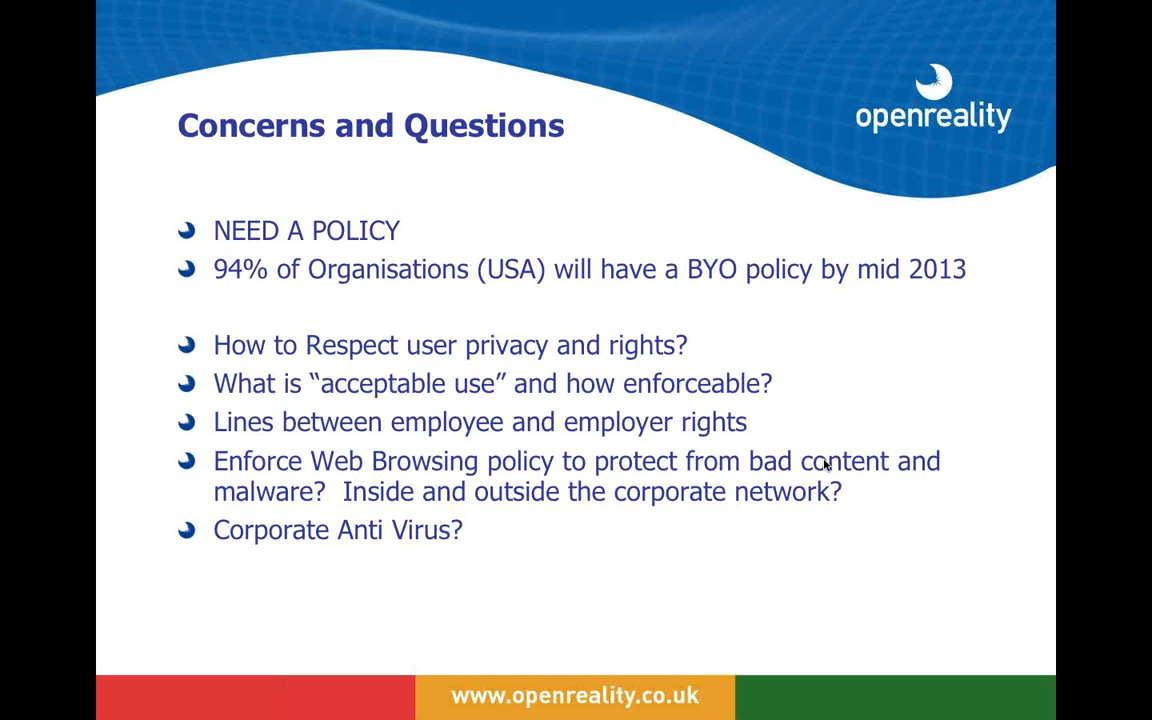 openreality
Concerns and Questions
NEED A POLICY
94% of Organisations (USA) will have a BYO policy by mid 2013
How to Respect user privacy and rights?
What is “acceptable use” and how enforceable?
Lines between employee and employer rights
Enforce Web Browsing policy to protect from bad content and
malware?  Inside and outside the corporate network?
Corporate Anti Virus?
www.openreality.co.uk